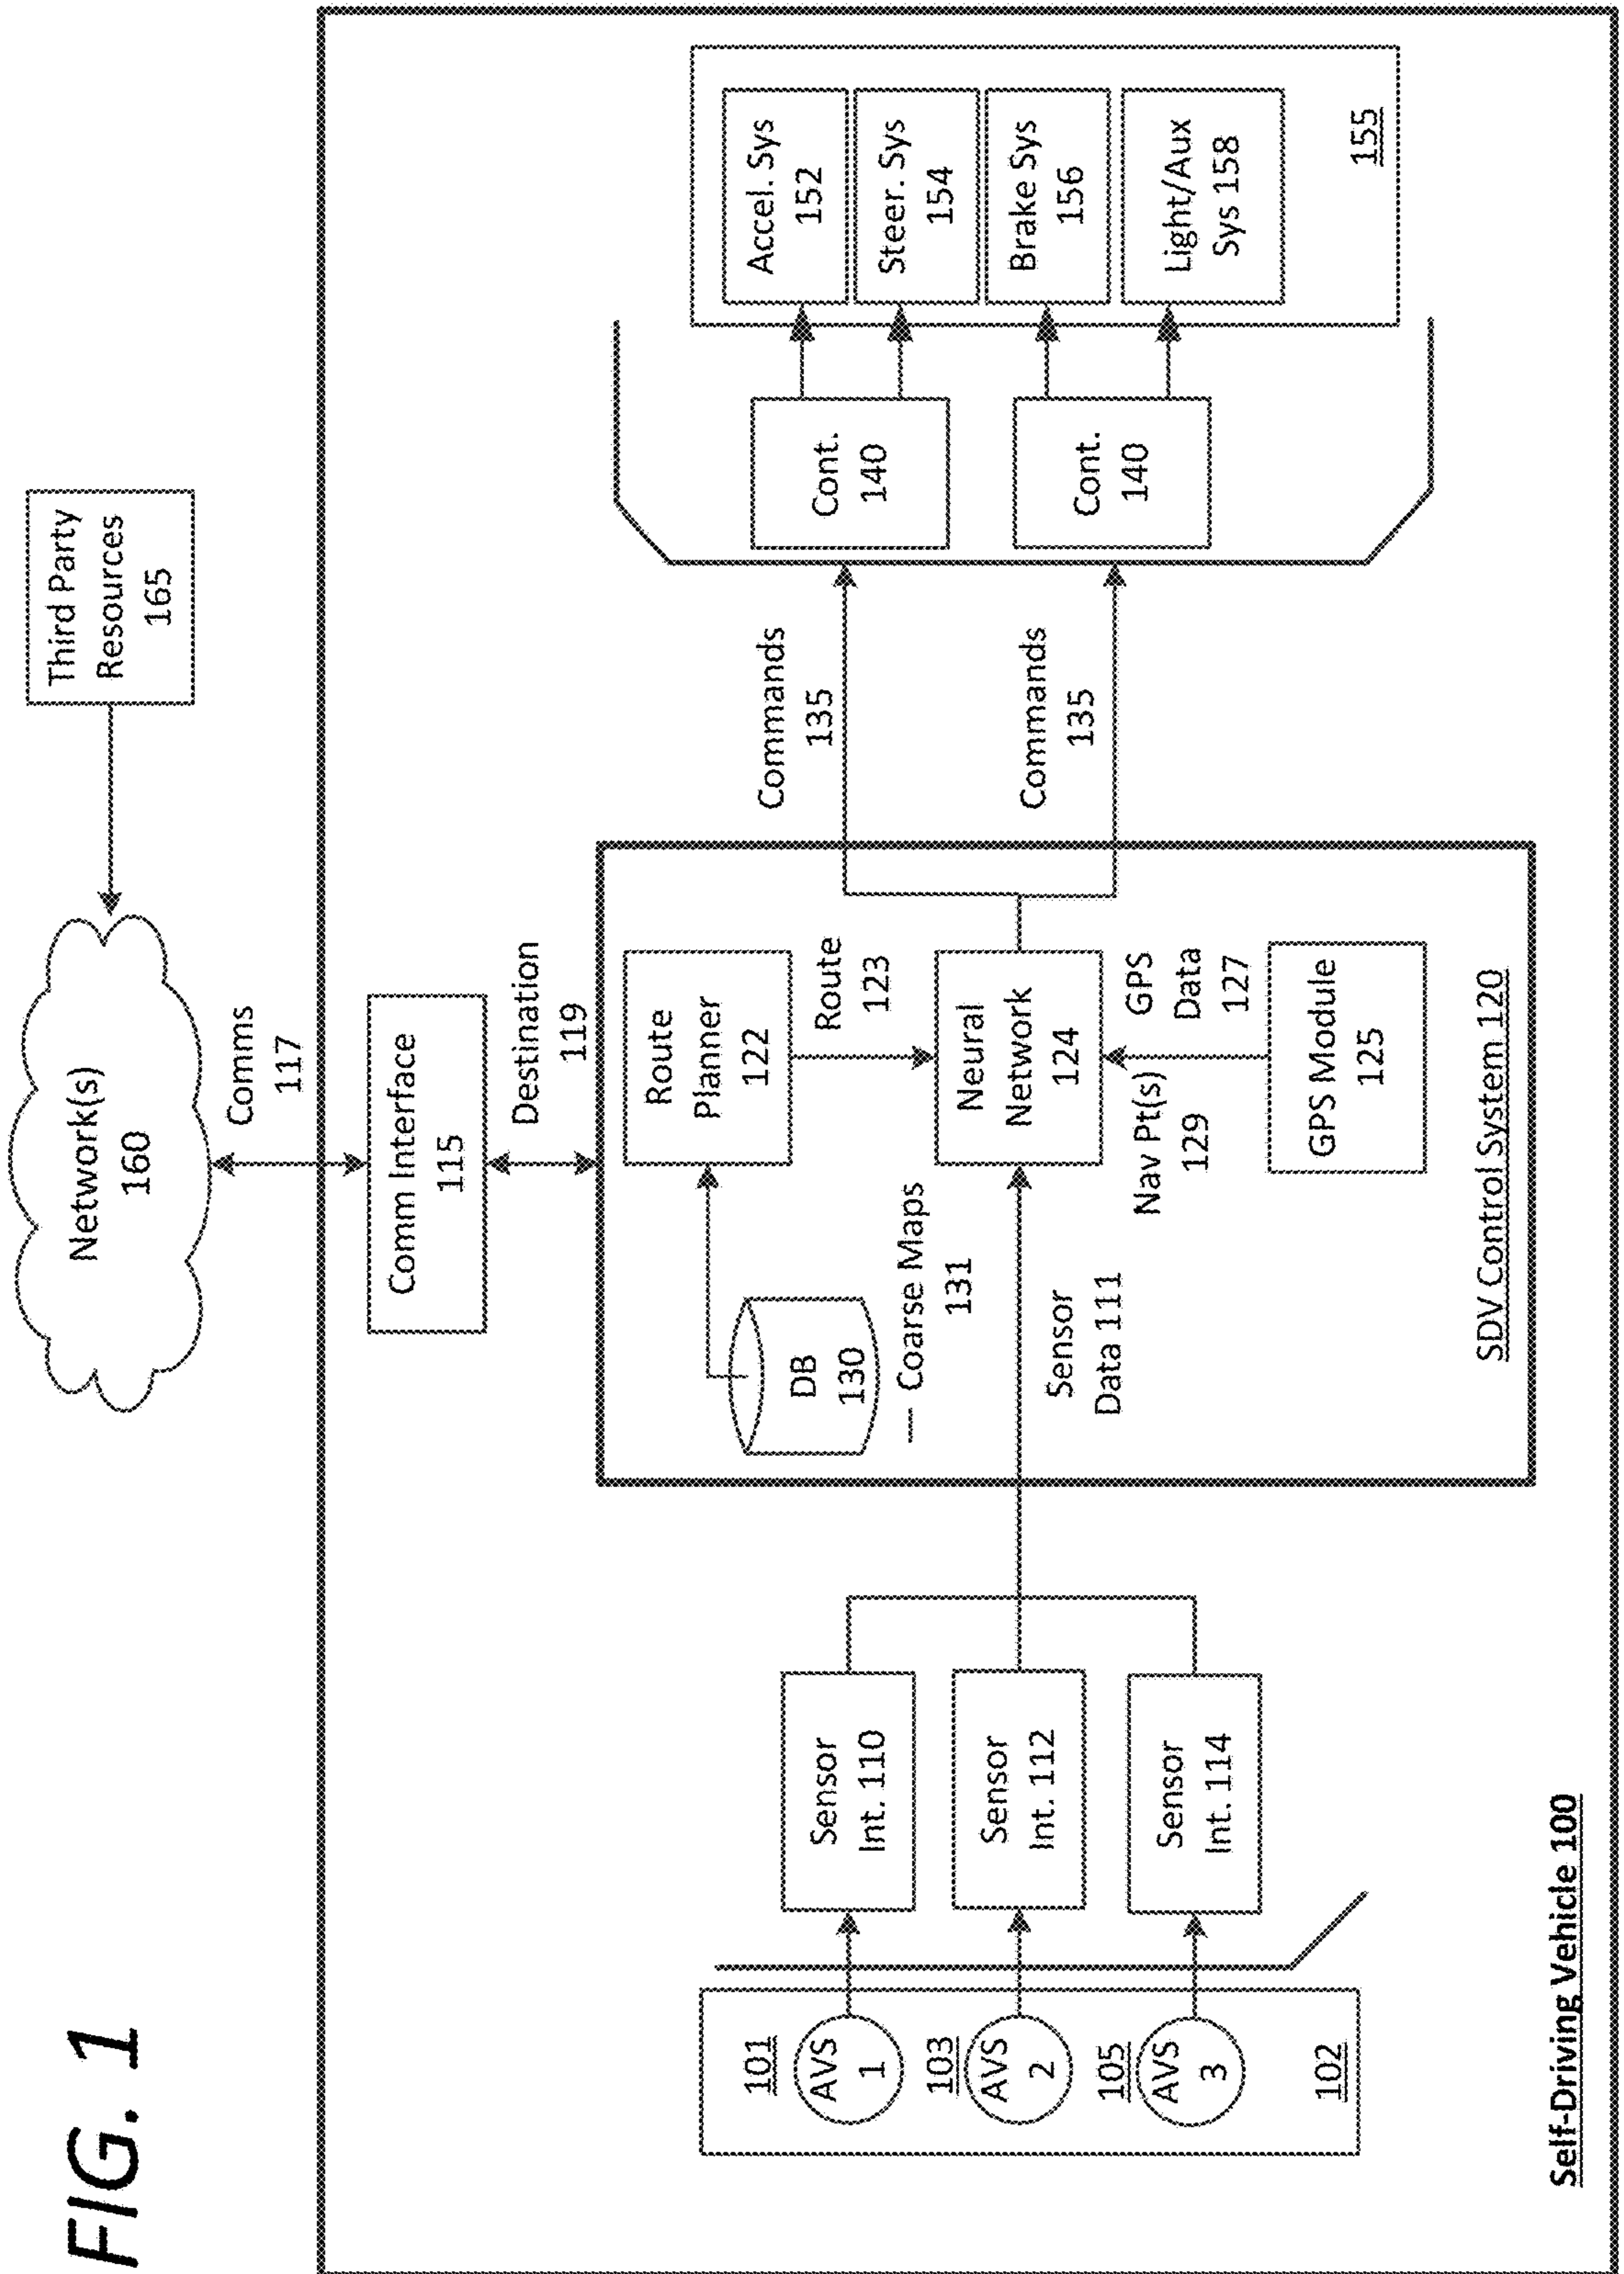 FIG. 1
Third Party
Resources
165
Network(s)
160
Comms
117
Comm Interface
115
Destination
119
101
AVS
1
103
AVS
2
105
AVS
3
102
Sensor
Int. 110
Sensor
Int. 112
Sensor
Int. 114
DB
130
— Coarse Maps
131
Sensor
Data 111
Route
Planner
122
Route
123
Neural
Network
124
Nav Pt(s)
129
GPS
Data
127
GPS Module
125
SDV Control System 120
Commands
135
Commands
135
Cont.
140
Cont.
140
Accel. Sys
152
Steer. Sys
154
Brake Sys
156
Light/Aux
Sys 158
155
Self-Driving Vehicle 100